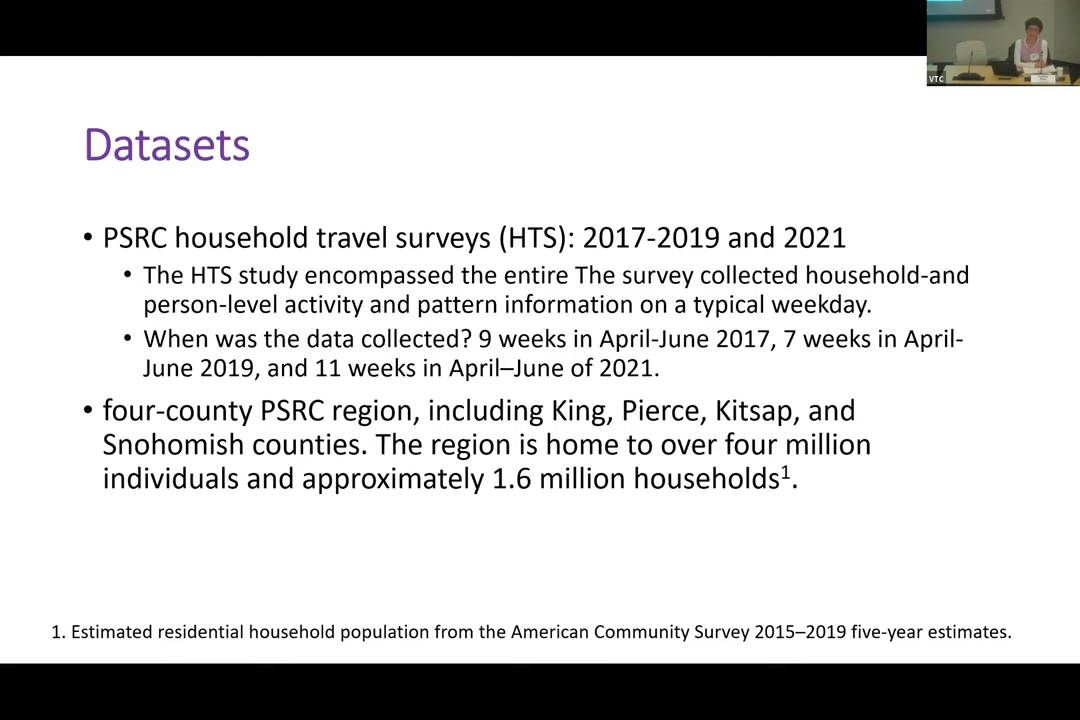 VTC
Datasets
• PSRC household travel surveys (HTS): 2017-2019 and 2021
• The HTS study encompassed the entire The survey collected household-and
person-level activity and pattern information on a typical weekday.
• When was the data collected? 9 weeks in April-June 2017, 7 weeks in April-
June 2019, and 11 weeks in April–June of 2021.
• four-county PSRC region, including King, Pierce, Kitsap, and
Snohomish counties. The region is home to over four million
individuals and approximately 1.6 million households1.
1. Estimated residential household population from the American Community Survey 2015–2019 five-year estimates.